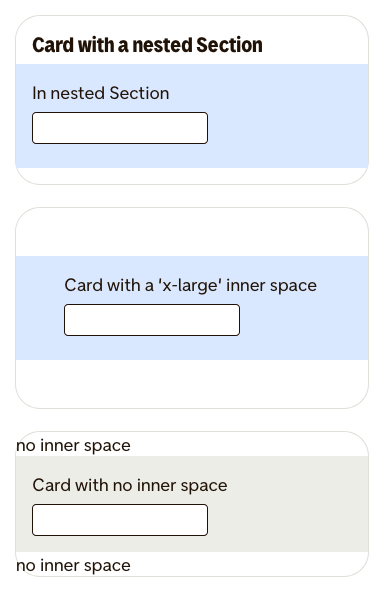 Card with a nested Section
In nested Section
Card with a 'x-large' inner space
no inner space
Card with no inner space
no inner space